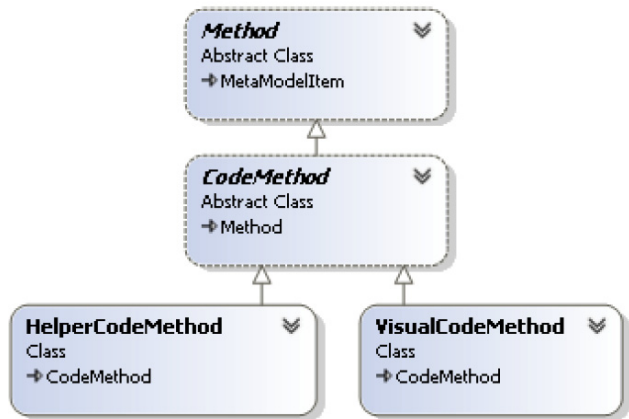 Method
Abstract Class
MetaModelItem
CodeMethod
Abstract Class
Method
HelperCodeMethod
Class
CodeMethod
VisualCodeMethod
Class
CodeMethod